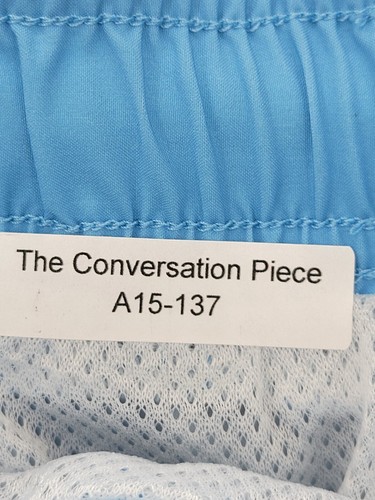 The Conversation Piece
A15-137